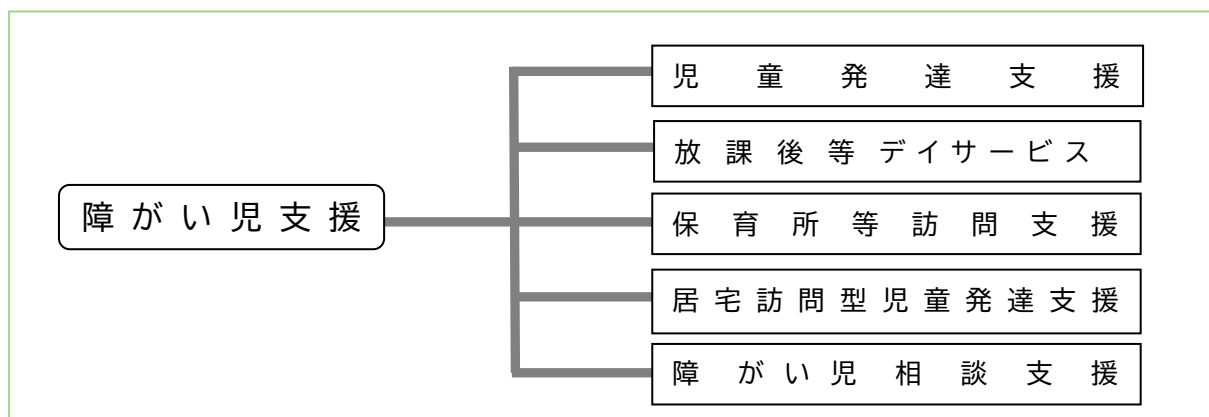 障がい児支援
児童発達支援
放課後等デイサービス
保育所等訪問支援
居宅訪問型児童発達支援
障がい児相談支援